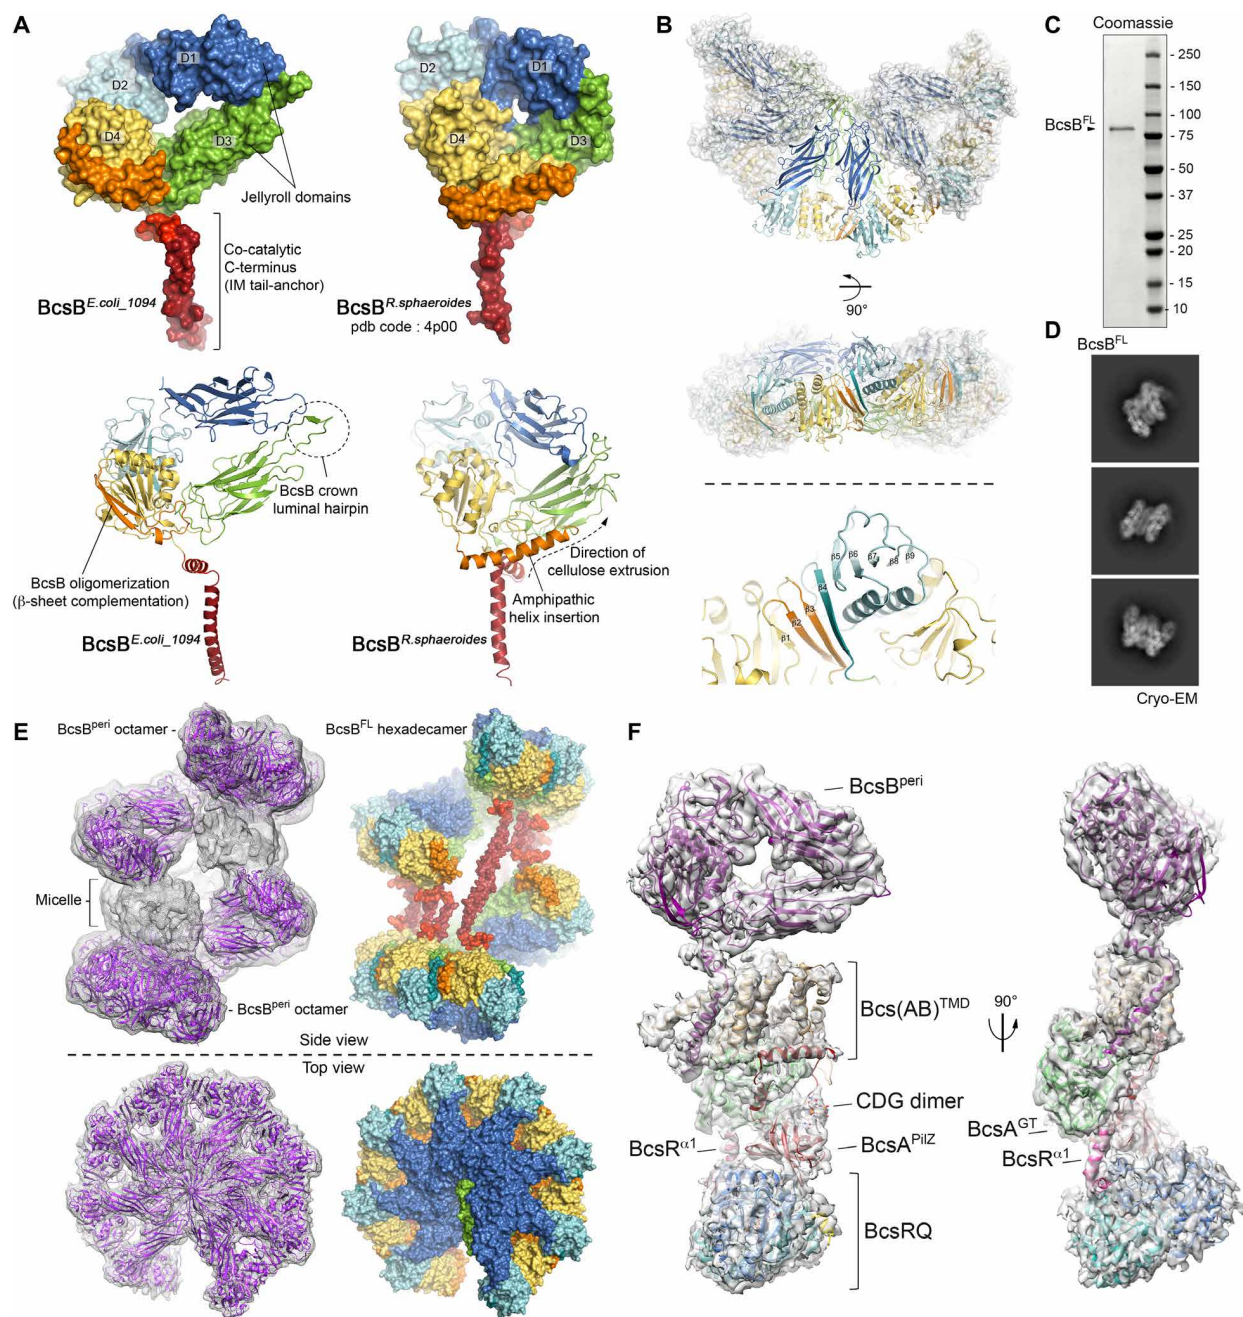 A
D1
D2
D4
D3
Jellyroll domains
Co-catalytic
C-terminus
(IM tail-anchor)
BcsB^E.coli_1094
D2
D1
D4
D3
BcsB^R.sphaeroides
pdb code : 4p00
BcsB crown
luminal hairpin
BcsB oligomerization
(β-sheet complementation)
BcsB^E.coli_1094
Direction of
cellulose extrusion
Amphipathic
helix insertion
BcsB^R.sphaeroides
B
90°
β5
β6
β7
β8
β9
β4
β3
β2
β1
C
Coomassie
BcsB^FL
- 250
- 150
- 100
- 75
- 50
- 37
- 25
- 20
- 15
- 10
D
BcsB^FL
Cryo-EM
E
BcsB^peri octamer
BcsB^FL hexadecamer
Micelle
BcsB^peri octamer
Side view
Top view
F
BcsB^peri
Bcs(AB)^TMD
90°
CDG dimer
BcsR^α1
BcsA^PilZ
BcsA^GT
BcsR^α1
BcsRQ